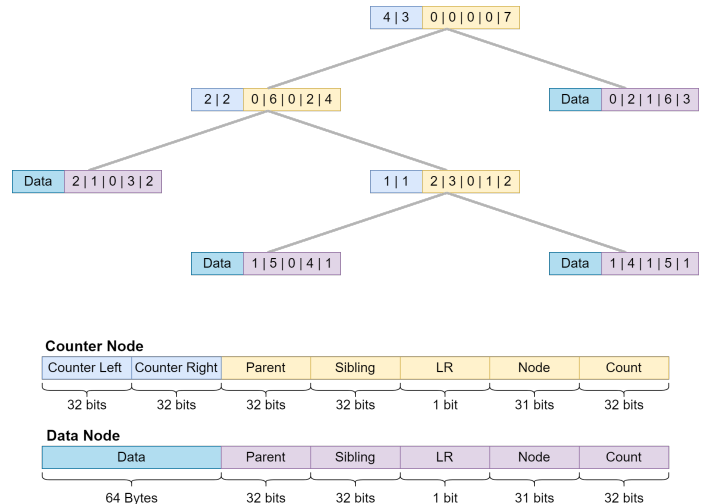 4 | 3 0 | 0 | 0 | 0 | 7
2 | 2 0 | 6 | 0 | 2 | 4 Data 0 | 2 | 1 | 6 | 3
Data 2 | 1 | 0 | 3 | 2 1 | 1 2 | 3 | 0 | 1 | 2
Data 1 | 5 | 0 | 4 | 1 Data 1 | 4 | 1 | 5 | 1
Counter Node
Counter Left Counter Right Parent Sibling LR Node Count
32 bits 32 bits 32 bits 32 bits 1 bit 31 bits 32 bits
Data Node
Data Parent Sibling LR Node Count
64 Bytes 32 bits 32 bits 1 bit 31 bits 32 bits